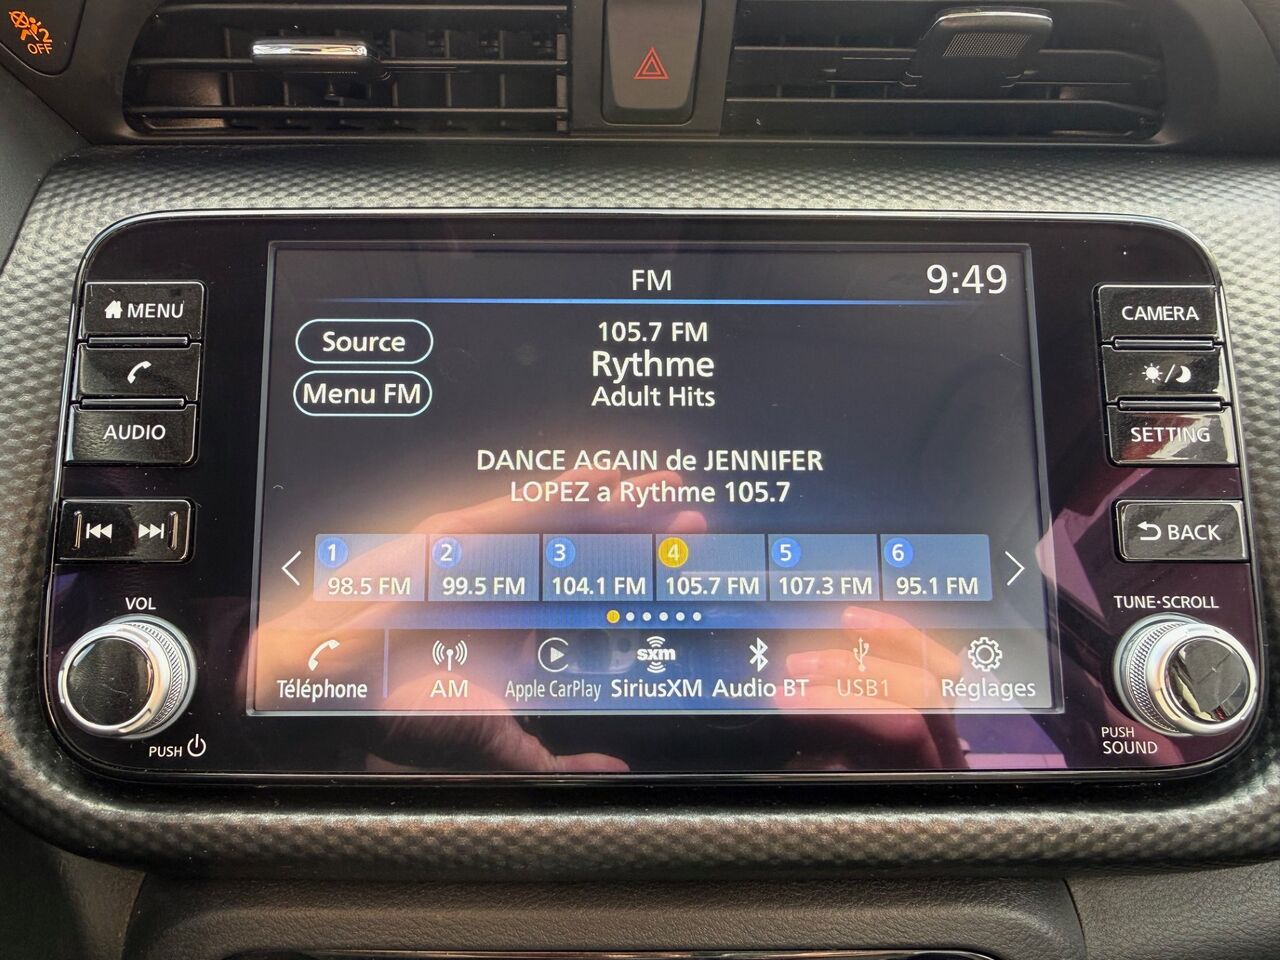 2
OFF
MENU
AUDIO
VOL
PUSH
FM
9:49
Source
Menu FM
105.7 FM
Rythme
Adult Hits
DANCE AGAIN de JENNIFER
LOPEZ a Rythme 105.7
1
98.5 FM
2
99.5 FM
3
104.1 FM
4
105.7 FM
5
107.3 FM
6
95.1 FM
Téléphone
AM
Apple CarPlay
sxm
SiriusXM
Audio BT
USB1
Réglages
CAMERA
/
SETTING
BACK
TUNE·SCROLL
PUSH
SOUND